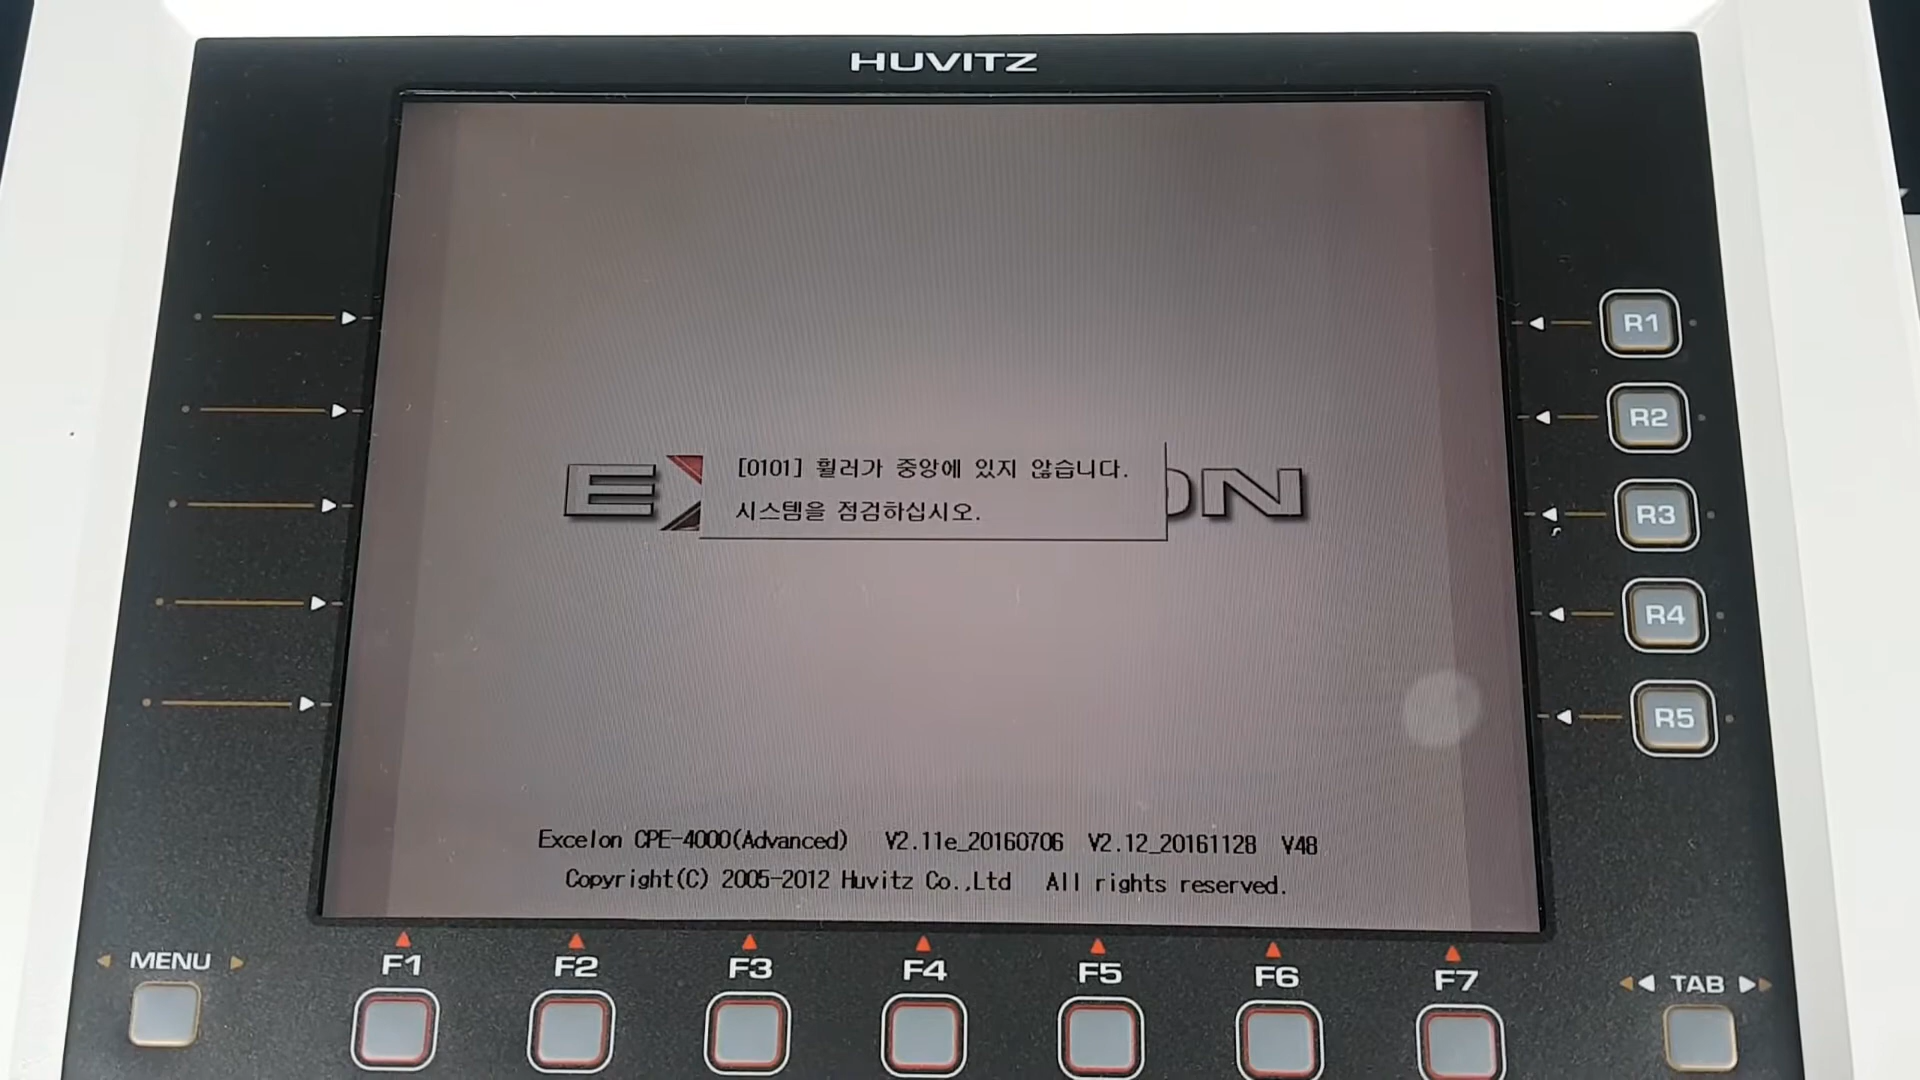 HUVITZ
[0101] 휠러가 중앙에 있지 않습니다.
시스템을 점검하십시오.
E ON
Excelon CPE-4000(Advanced) V2.11e_20160706 V2.12_20161128 V48
Copyright(C) 2005-2012 Huvitz Co.,Ltd All rights reserved.
R1
R2
R3
R4
R5
MENU
F1
F2
F3
F4
F5
F6
F7
TAB